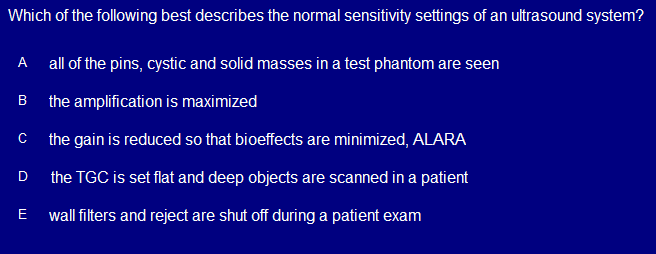 Which of the following best describes the normal sensitivity settings of an ultrasound system?
A all of the pins, cystic and solid masses in a test phantom are seen
B the amplification is maximized
C the gain is reduced so that bioeffects are minimized, ALARA
D the TGC is set flat and deep objects are scanned in a patient
E wall filters and reject are shut off during a patient exam